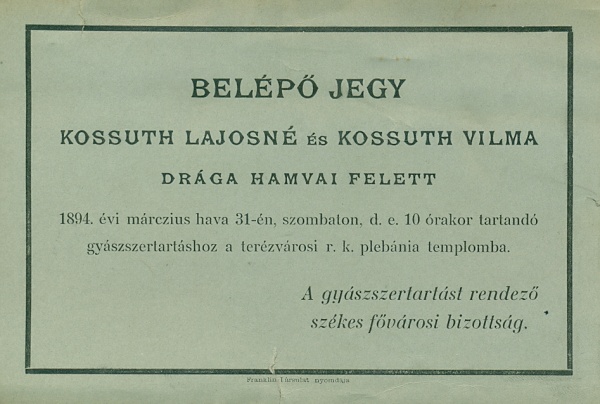 BELÉPŐ JEGY
KOSSUTH LAJOSNÉ ÉS KOSSUTH VILMA
DRÁGA HAMVAI FELETT
1894. évi márczius hava 31-én, szombaton, d. e. 10 órakor tartandó
gyászszertartáshoz a terézvárosi r. k. plebánia templomba.
A gyászszertartást rendező
székes fővárosi bizottság.
Franklin Társulat nyomdája